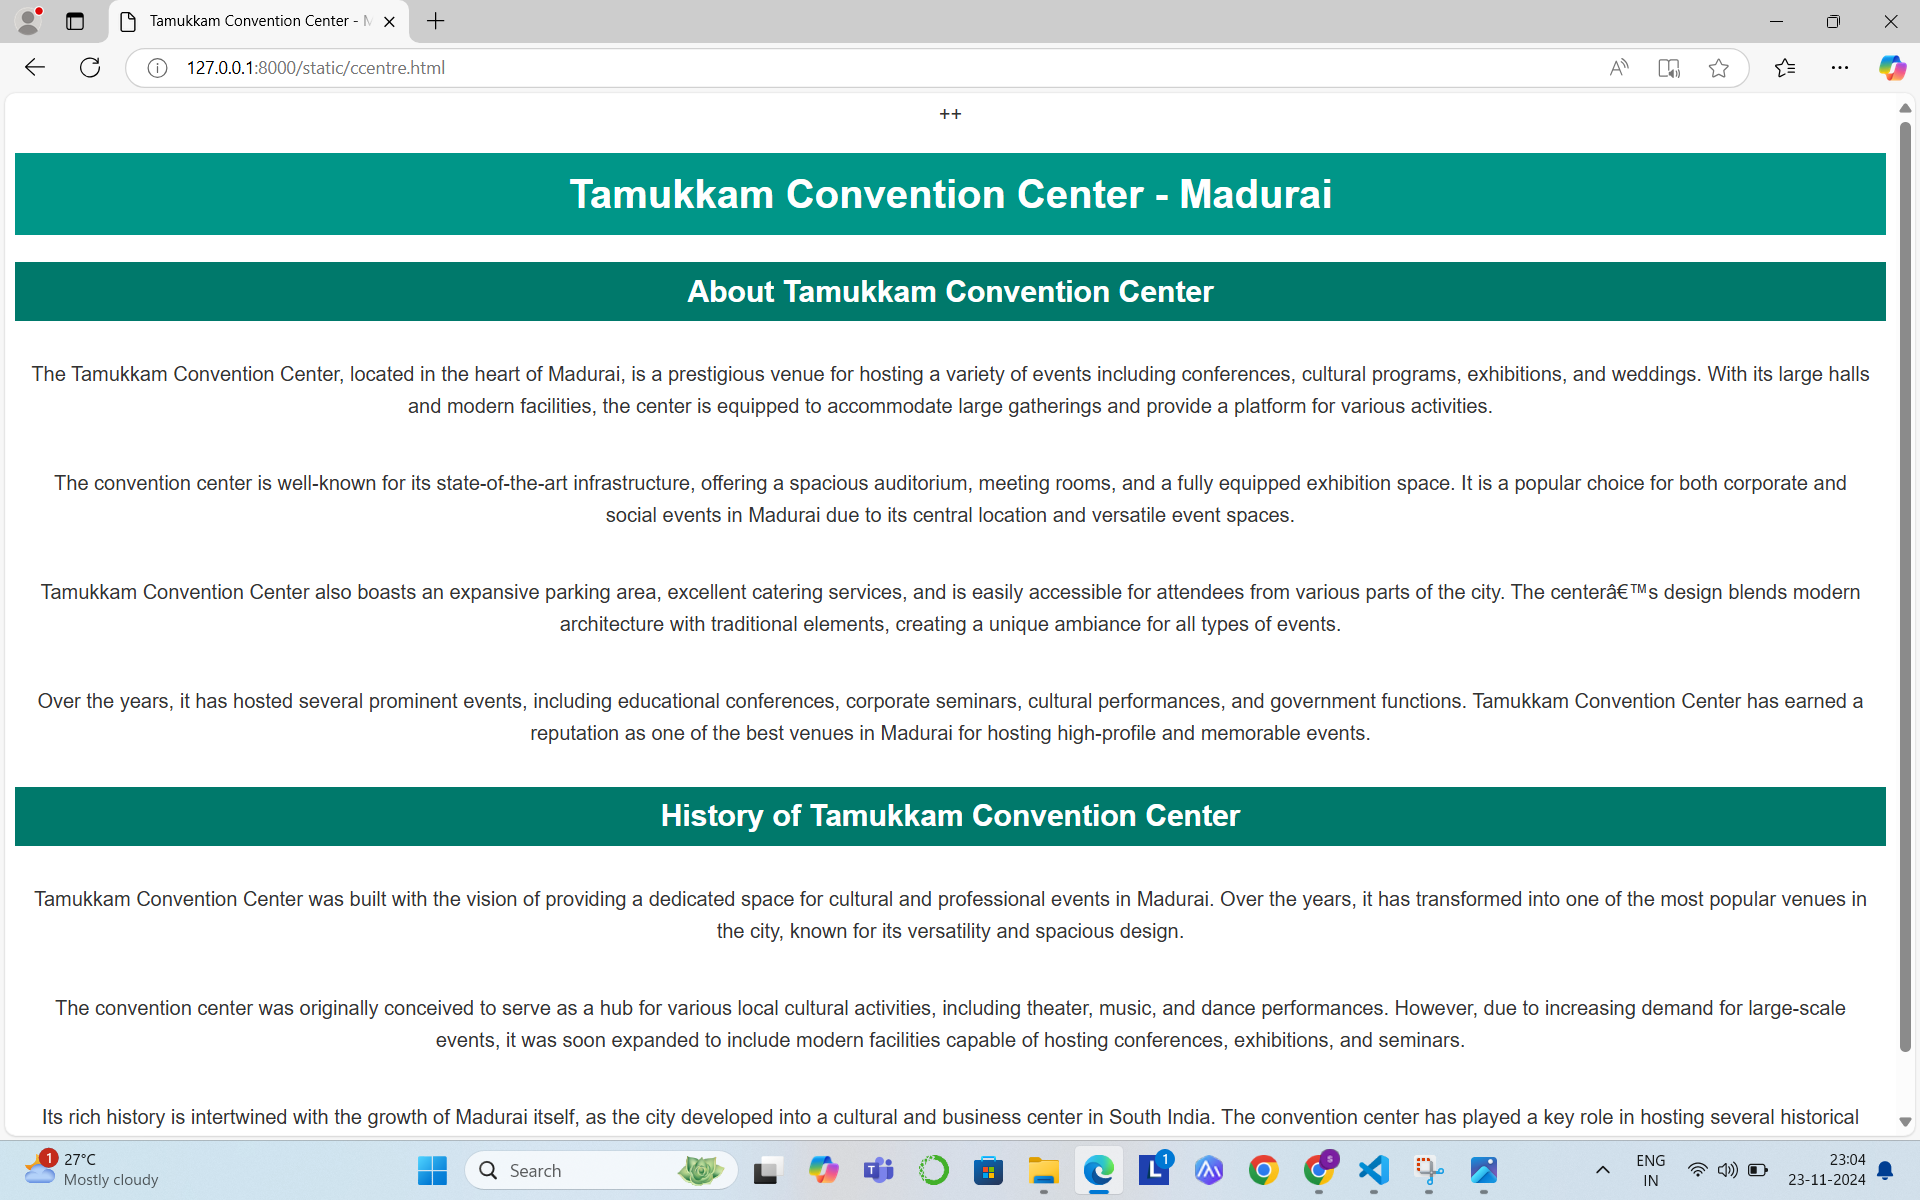 Tamukkam Convention Center - M
127.0.0.1:8000/static/ccentre.html
++
Tamukkam Convention Center - Madurai
About Tamukkam Convention Center
The Tamukkam Convention Center, located in the heart of Madurai, is a prestigious venue for hosting a variety of events including conferences, cultural programs, exhibitions, and weddings. With its large halls
and modern facilities, the center is equipped to accommodate large gatherings and provide a platform for various activities.
The convention center is well-known for its state-of-the-art infrastructure, offering a spacious auditorium, meeting rooms, and a fully equipped exhibition space. It is a popular choice for both corporate and
social events in Madurai due to its central location and versatile event spaces.
Tamukkam Convention Center also boasts an expansive parking area, excellent catering services, and is easily accessible for attendees from various parts of the city. The centerâ€™s design blends modern
architecture with traditional elements, creating a unique ambiance for all types of events.
Over the years, it has hosted several prominent events, including educational conferences, corporate seminars, cultural performances, and government functions. Tamukkam Convention Center has earned a
reputation as one of the best venues in Madurai for hosting high-profile and memorable events.
History of Tamukkam Convention Center
Tamukkam Convention Center was built with the vision of providing a dedicated space for cultural and professional events in Madurai. Over the years, it has transformed into one of the most popular venues in
the city, known for its versatility and spacious design.
The convention center was originally conceived to serve as a hub for various local cultural activities, including theater, music, and dance performances. However, due to increasing demand for large-scale
events, it was soon expanded to include modern facilities capable of hosting conferences, exhibitions, and seminars.
Its rich history is intertwined with the growth of Madurai itself, as the city developed into a cultural and business center in South India. The convention center has played a key role in hosting several historical
1
27°C
Mostly cloudy
Search
L
1
S
ENG
IN
23:04
23-11-2024